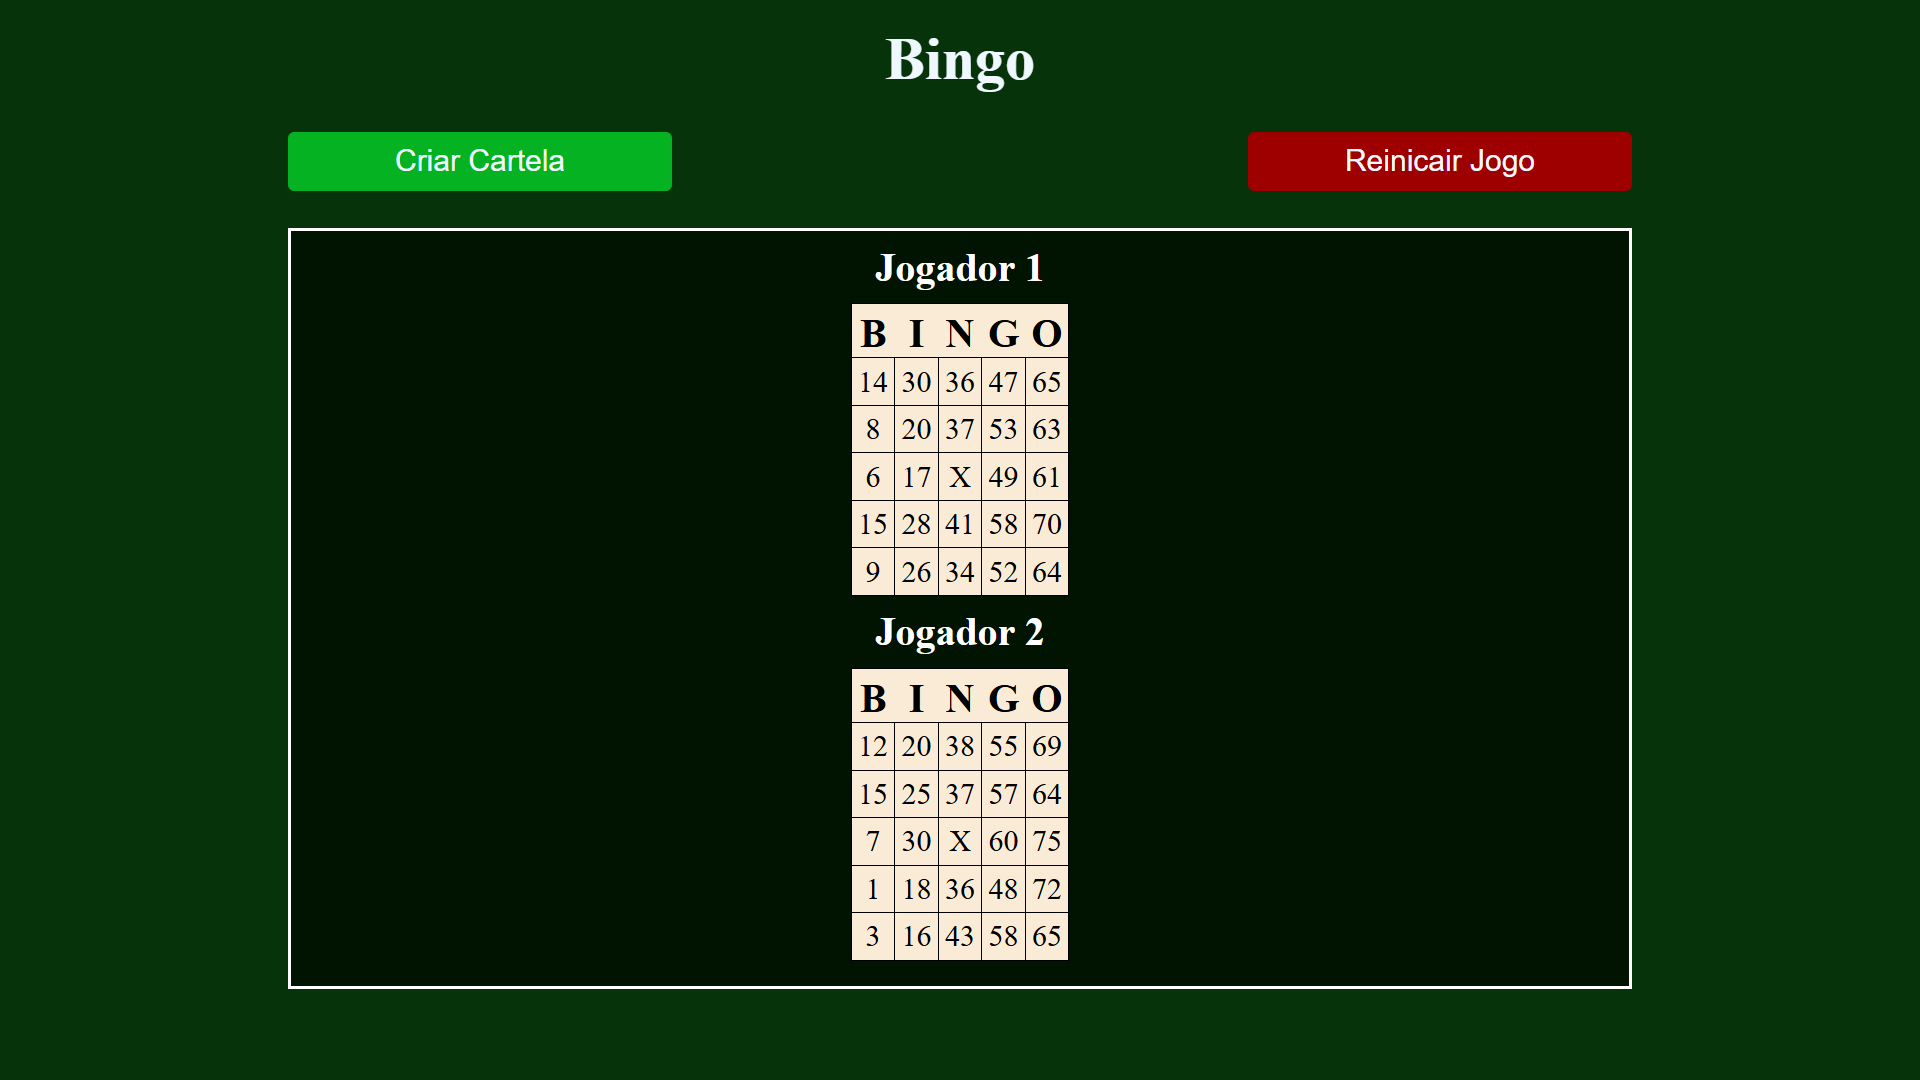 Bingo
Criar Cartela
Reinicair Jogo
Jogador 1
B I N G O
14 30 36 47 65
8 20 37 53 63
6 17 X 49 61
15 28 41 58 70
9 26 34 52 64
Jogador 2
B I N G O
12 20 38 55 69
15 25 37 57 64
7 30 X 60 75
1 18 36 48 72
3 16 43 58 65